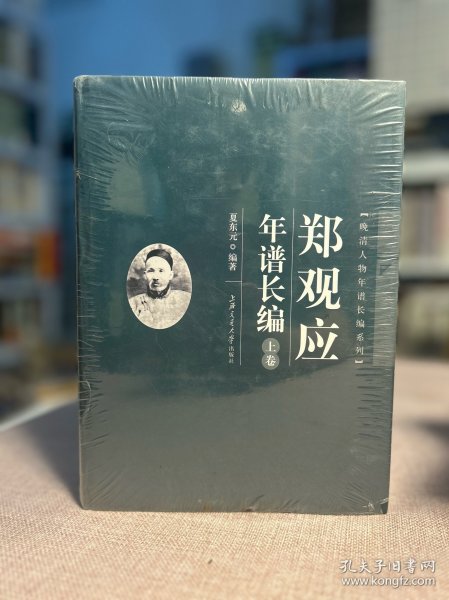 【晚清人物年谱长编系列】
郑观应
年谱长编
上卷
夏东元◎编著
上海交通大学出版社
孔夫子旧书网
www.kongfz.com